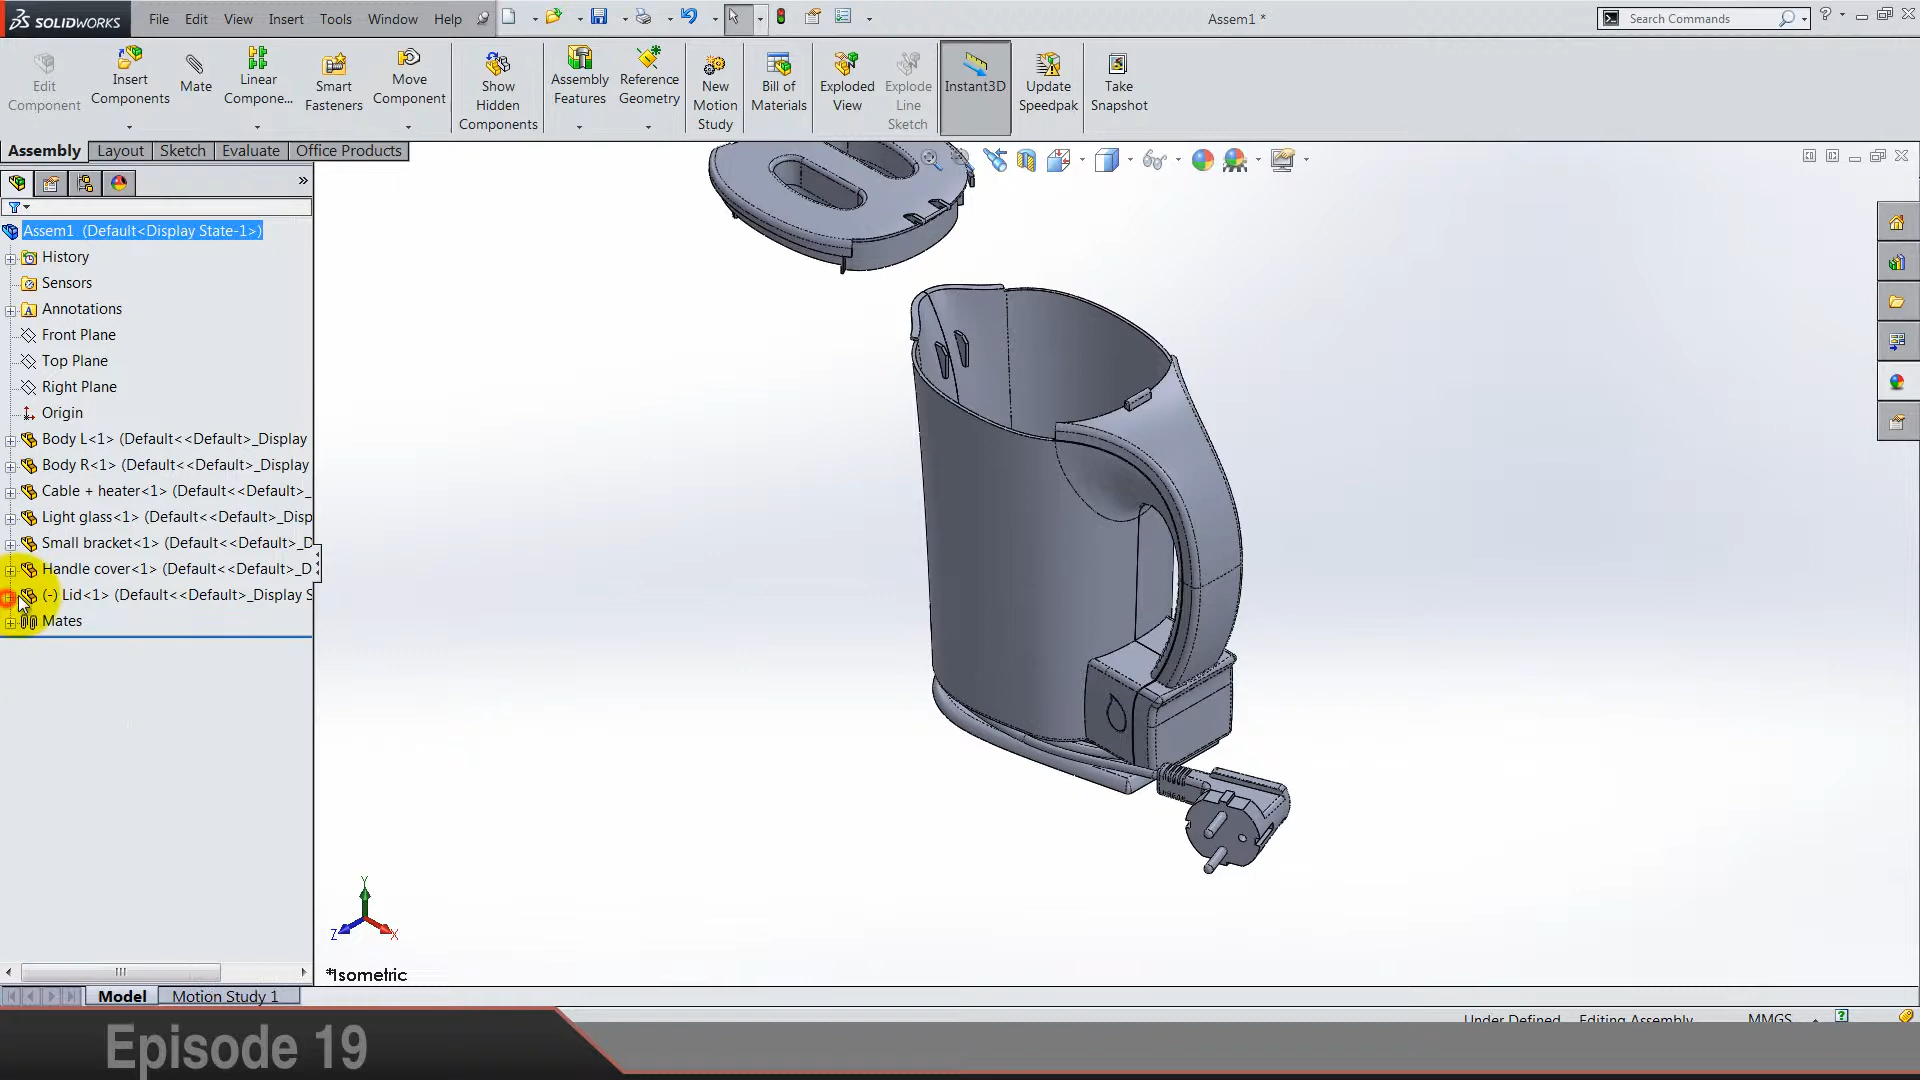 SOLIDWORKS
File Edit View Insert Tools Window Help
Assem1 *
Search Commands
Edit Component
Insert Components
Mate
Linear Compone...
Smart Fasteners
Move Component
Show Hidden Components
Assembly Features
Reference Geometry
New Motion Study
Bill of Materials
Exploded View
Explode Line Sketch
Instant3D
Update Speedpak
Take Snapshot
Assembly Layout Sketch Evaluate Office Products
Assem1 (Default<Display State-1>)
History
Sensors
Annotations
Front Plane
Top Plane
Right Plane
Origin
Body L<1> (Default<<Default>_Display
Body R<1> (Default<<Default>_Display
Cable + heater<1> (Default<<Default>_
Light glass<1> (Default<<Default>_Disp
Small bracket<1> (Default<<Default>_D
Handle cover<1> (Default<<Default>_D
(-) Lid<1> (Default<<Default>_Display S
Mates
Y
Z
X
*Isometric
Model Motion Study 1
Under Defined Editing Assembly MMGS
Episode 19